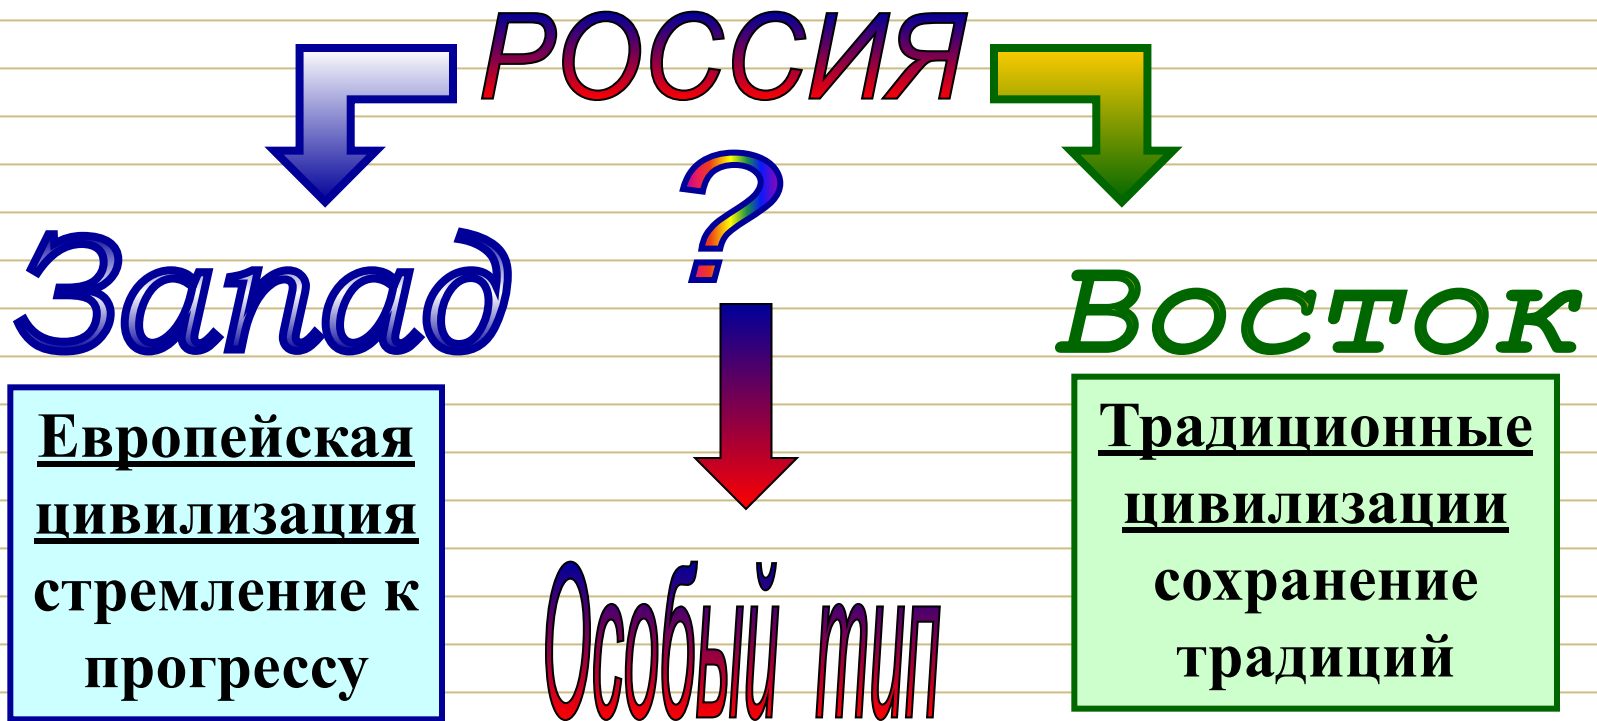 РОССИЯ
?
Запад
Восток
Европейская
цивилизация
стремление к
прогрессу
Традиционные
цивилизации
сохранение
традиций
Особый тип